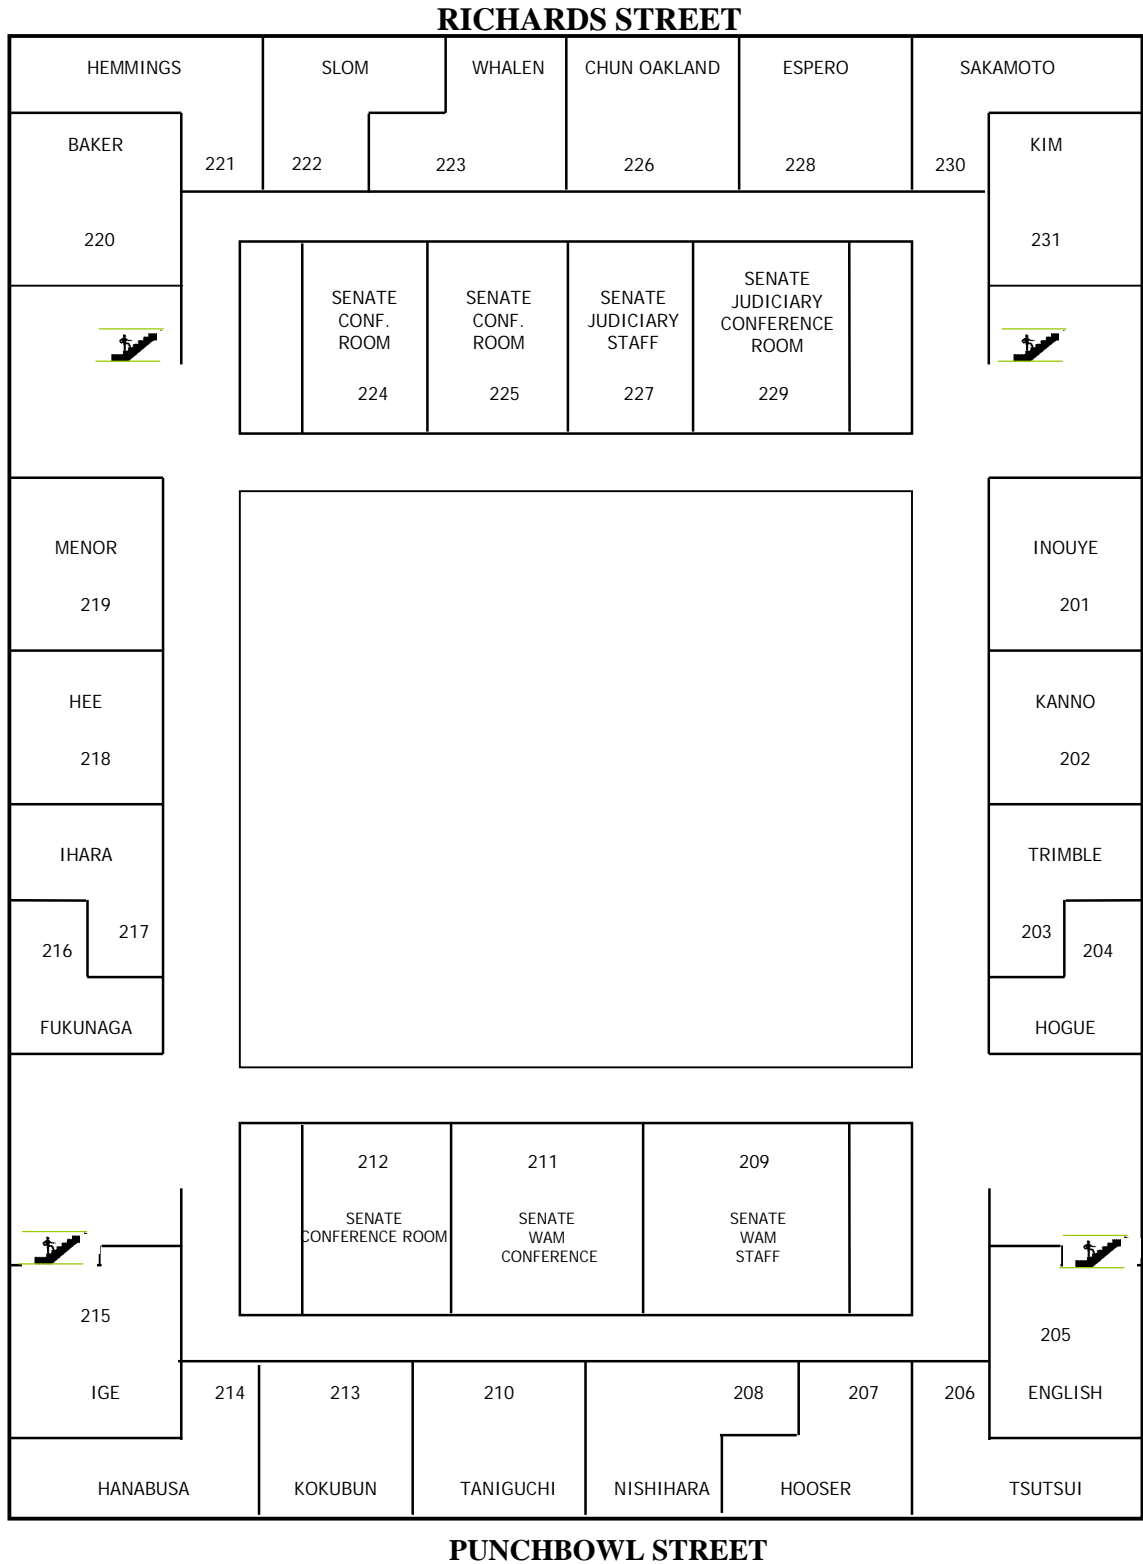 RICHARDS STREET
HEMMINGS
SLOM
WHALEN
CHUN OAKLAND
ESPERO
SAKAMOTO
BAKER
KIM
221
222
223
226
228
230
220
231
SENATE
CONF.
ROOM
224
SENATE
CONF.
ROOM
225
SENATE
JUDICIARY
STAFF
227
SENATE
JUDICIARY
CONFERENCE
ROOM
229
MENOR
219
INOUYE
201
HEE
218
KANNO
202
IHARA
217
TRIMBLE
203
216
FUKUNAGA
204
HOGUE
212
SENATE
CONFERENCE ROOM
211
SENATE
WAM
CONFERENCE
209
SENATE
WAM
STAFF
215
IGE
205
ENGLISH
214
213
210
208
207
206
HANABUSA
KOKUBUN
TANIGUCHI
NISHIHARA
HOOSER
TSUTSUI
PUNCHBOWL STREET